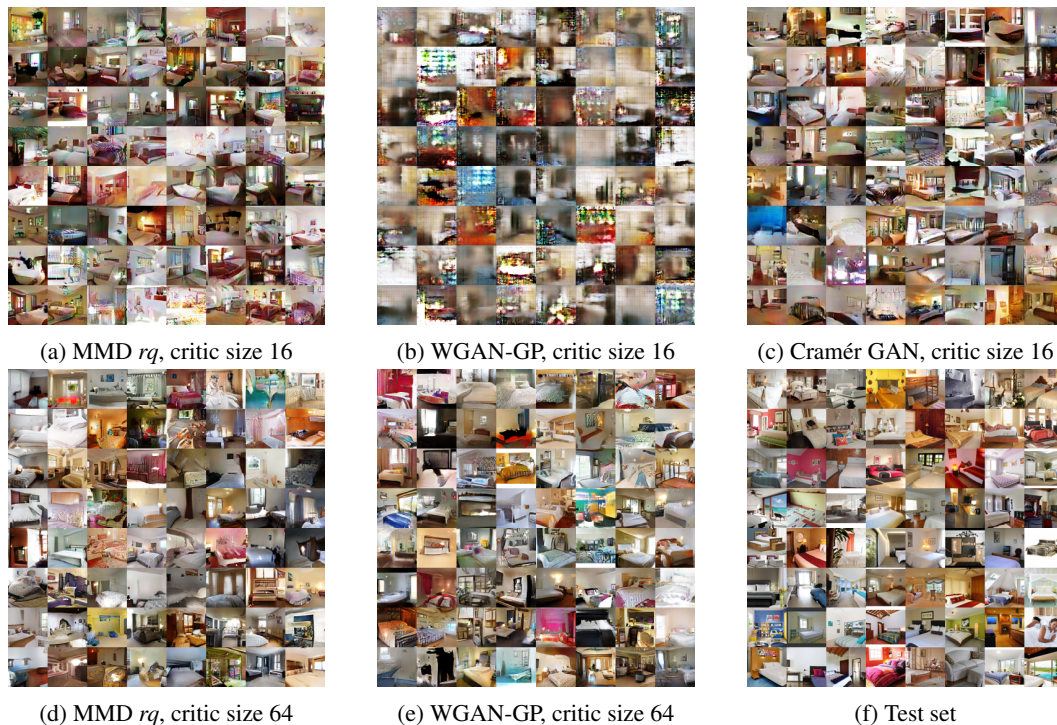 (a) MMD rq, critic size 16
(b) WGAN-GP, critic size 16
(c) Cramér GAN, critic size 16
(d) MMD rq, critic size 64
(e) WGAN-GP, critic size 64
(f) Test set